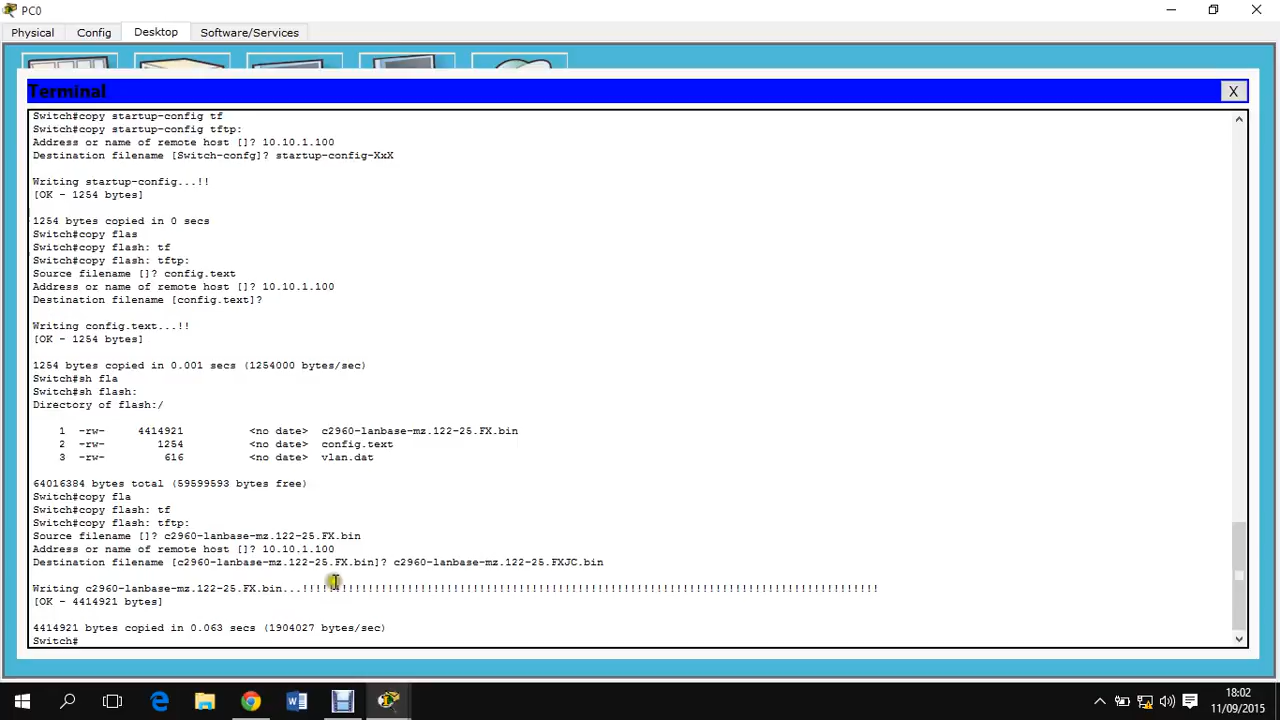 PC0
Physical Config Desktop Software/Services
Terminal X
Switch#copy startup-config tf
Switch#copy startup-config tftp:
Address or name of remote host []? 10.10.1.100
Destination filename [Switch-confg]? startup-config-XxX
Writing startup-config...!!
[OK - 1254 bytes]
1254 bytes copied in 0 secs
Switch#copy flas
Switch#copy flash: tf
Switch#copy flash: tftp:
Source filename []? config.text
Address or name of remote host []? 10.10.1.100
Destination filename [config.text]?
Writing config.text...!!
[OK - 1254 bytes]
1254 bytes copied in 0.001 secs (1254000 bytes/sec)
Switch#sh fla
Switch#sh flash:
Directory of flash:/
1 -rw- 4414921 <no date> c2960-lanbase-mz.122-25.FX.bin
2 -rw- 1254 <no date> config.text
3 -rw- 616 <no date> vlan.dat
64016384 bytes total (59599593 bytes free)
Switch#copy fla
Switch#copy flash: tf
Switch#copy flash: tftp:
Source filename []? c2960-lanbase-mz.122-25.FX.bin
Address or name of remote host []? 10.10.1.100
Destination filename [c2960-lanbase-mz.122-25.FX.bin]? c2960-lanbase-mz.122-25.FXJC.bin
Writing c2960-lanbase-mz.122-25.FX.bin...!!!!!!!!!!!!!!!!!!!!!!!!!!!!!!!!!!!!!!!!!!!!!!!!!!!!!!!!!!!!!!!!!!!!!!!!!!!!!!!!!!!!!!!!
[OK - 4414921 bytes]
4414921 bytes copied in 0.063 secs (1904027 bytes/sec)
Switch#
18:02
11/09/2015